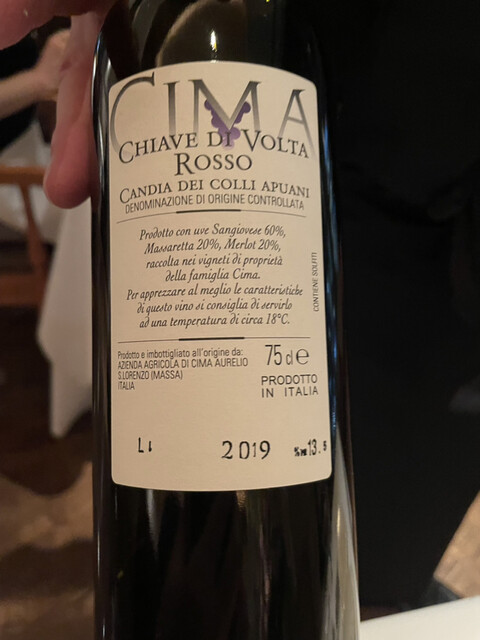 CIMA
CHIAVE DI VOLTA
ROSSO
CANDIA DEI COLLI APUANI
DENOMINAZIONE DI ORIGINE CONTROLLATA
Prodotto con uve Sangiovese 60%,
Massaretta 20%, Merlot 20%,
raccolta nei vigneti di proprietà
della famiglia Cima.
Per apprezzar al meglio le caratteristiche
di questo vino si consiglia di servirlo
ad una temperatura di circa 18°C.
CONTIENE SOLFITI
Prodotto e imbottigliato all'origine da:
AZIENDA AGRICOLA DI CIMA AURELIO
S.LORENZO (MASSA)
ITALIA
75 cl e
PRODOTTO
IN ITALIA
2019
13.5